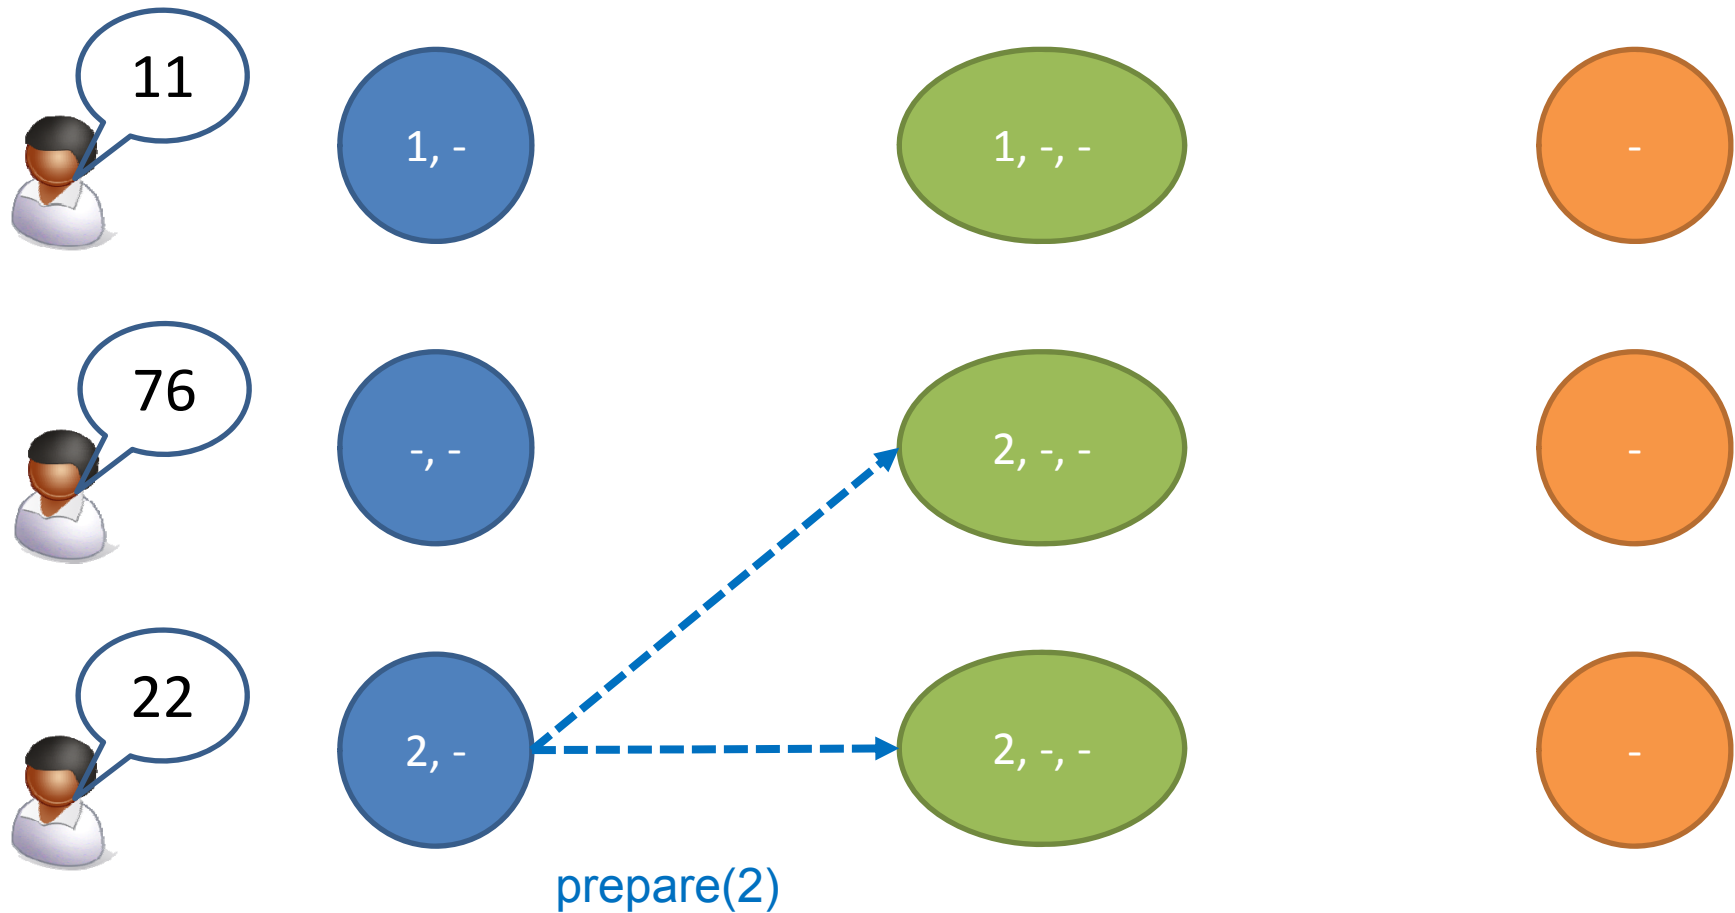 11
1, -
1, -, -
-
76
-, -
2, -, -
-
22
2, -
2, -, -
-
prepare(2)